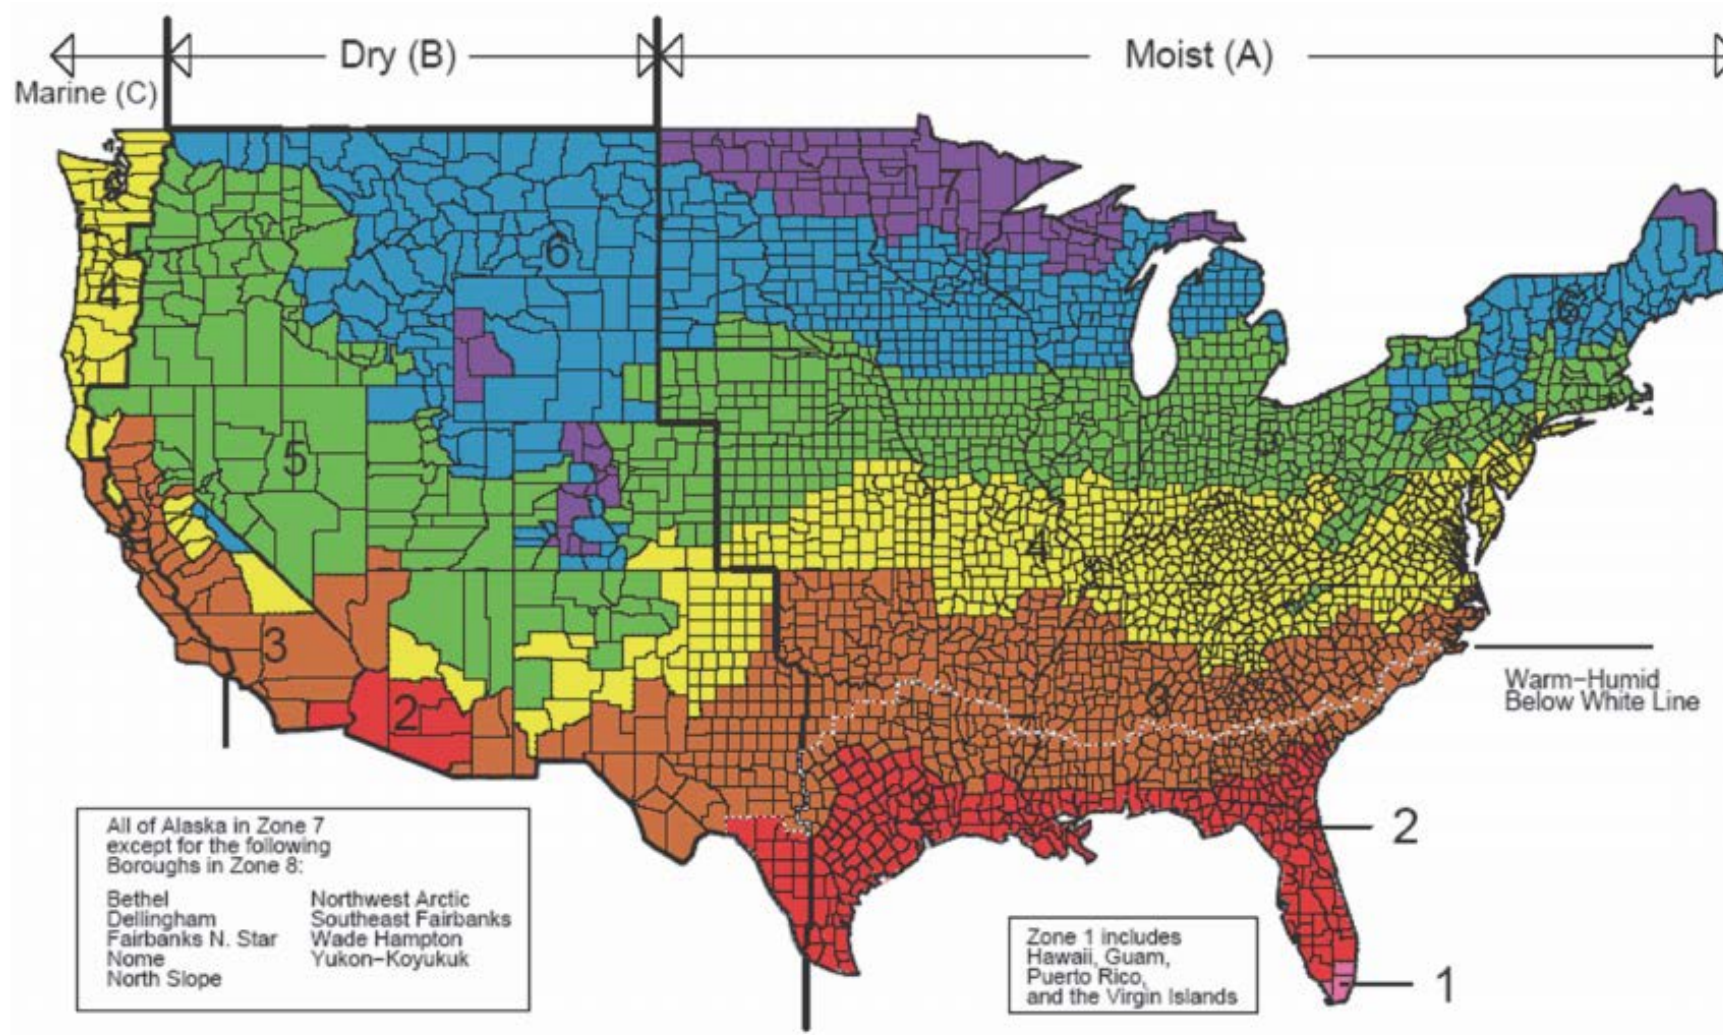 Marine (C)
Dry (B)
Moist (A)
7
6
6
4
4
5
5
4
3
3
2
2
Warm-Humid
Below White Line
2
1
All of Alaska in Zone 7
except for the following
Boroughs in Zone 8:
Bethel
Dellingham
Fairbanks N. Star
Nome
North Slope
Northwest Arctic
Southeast Fairbanks
Wade Hampton
Yukon-Koyukuk
Zone 1 includes
Hawaii, Guam,
Puerto Rico,
and the Virgin Islands